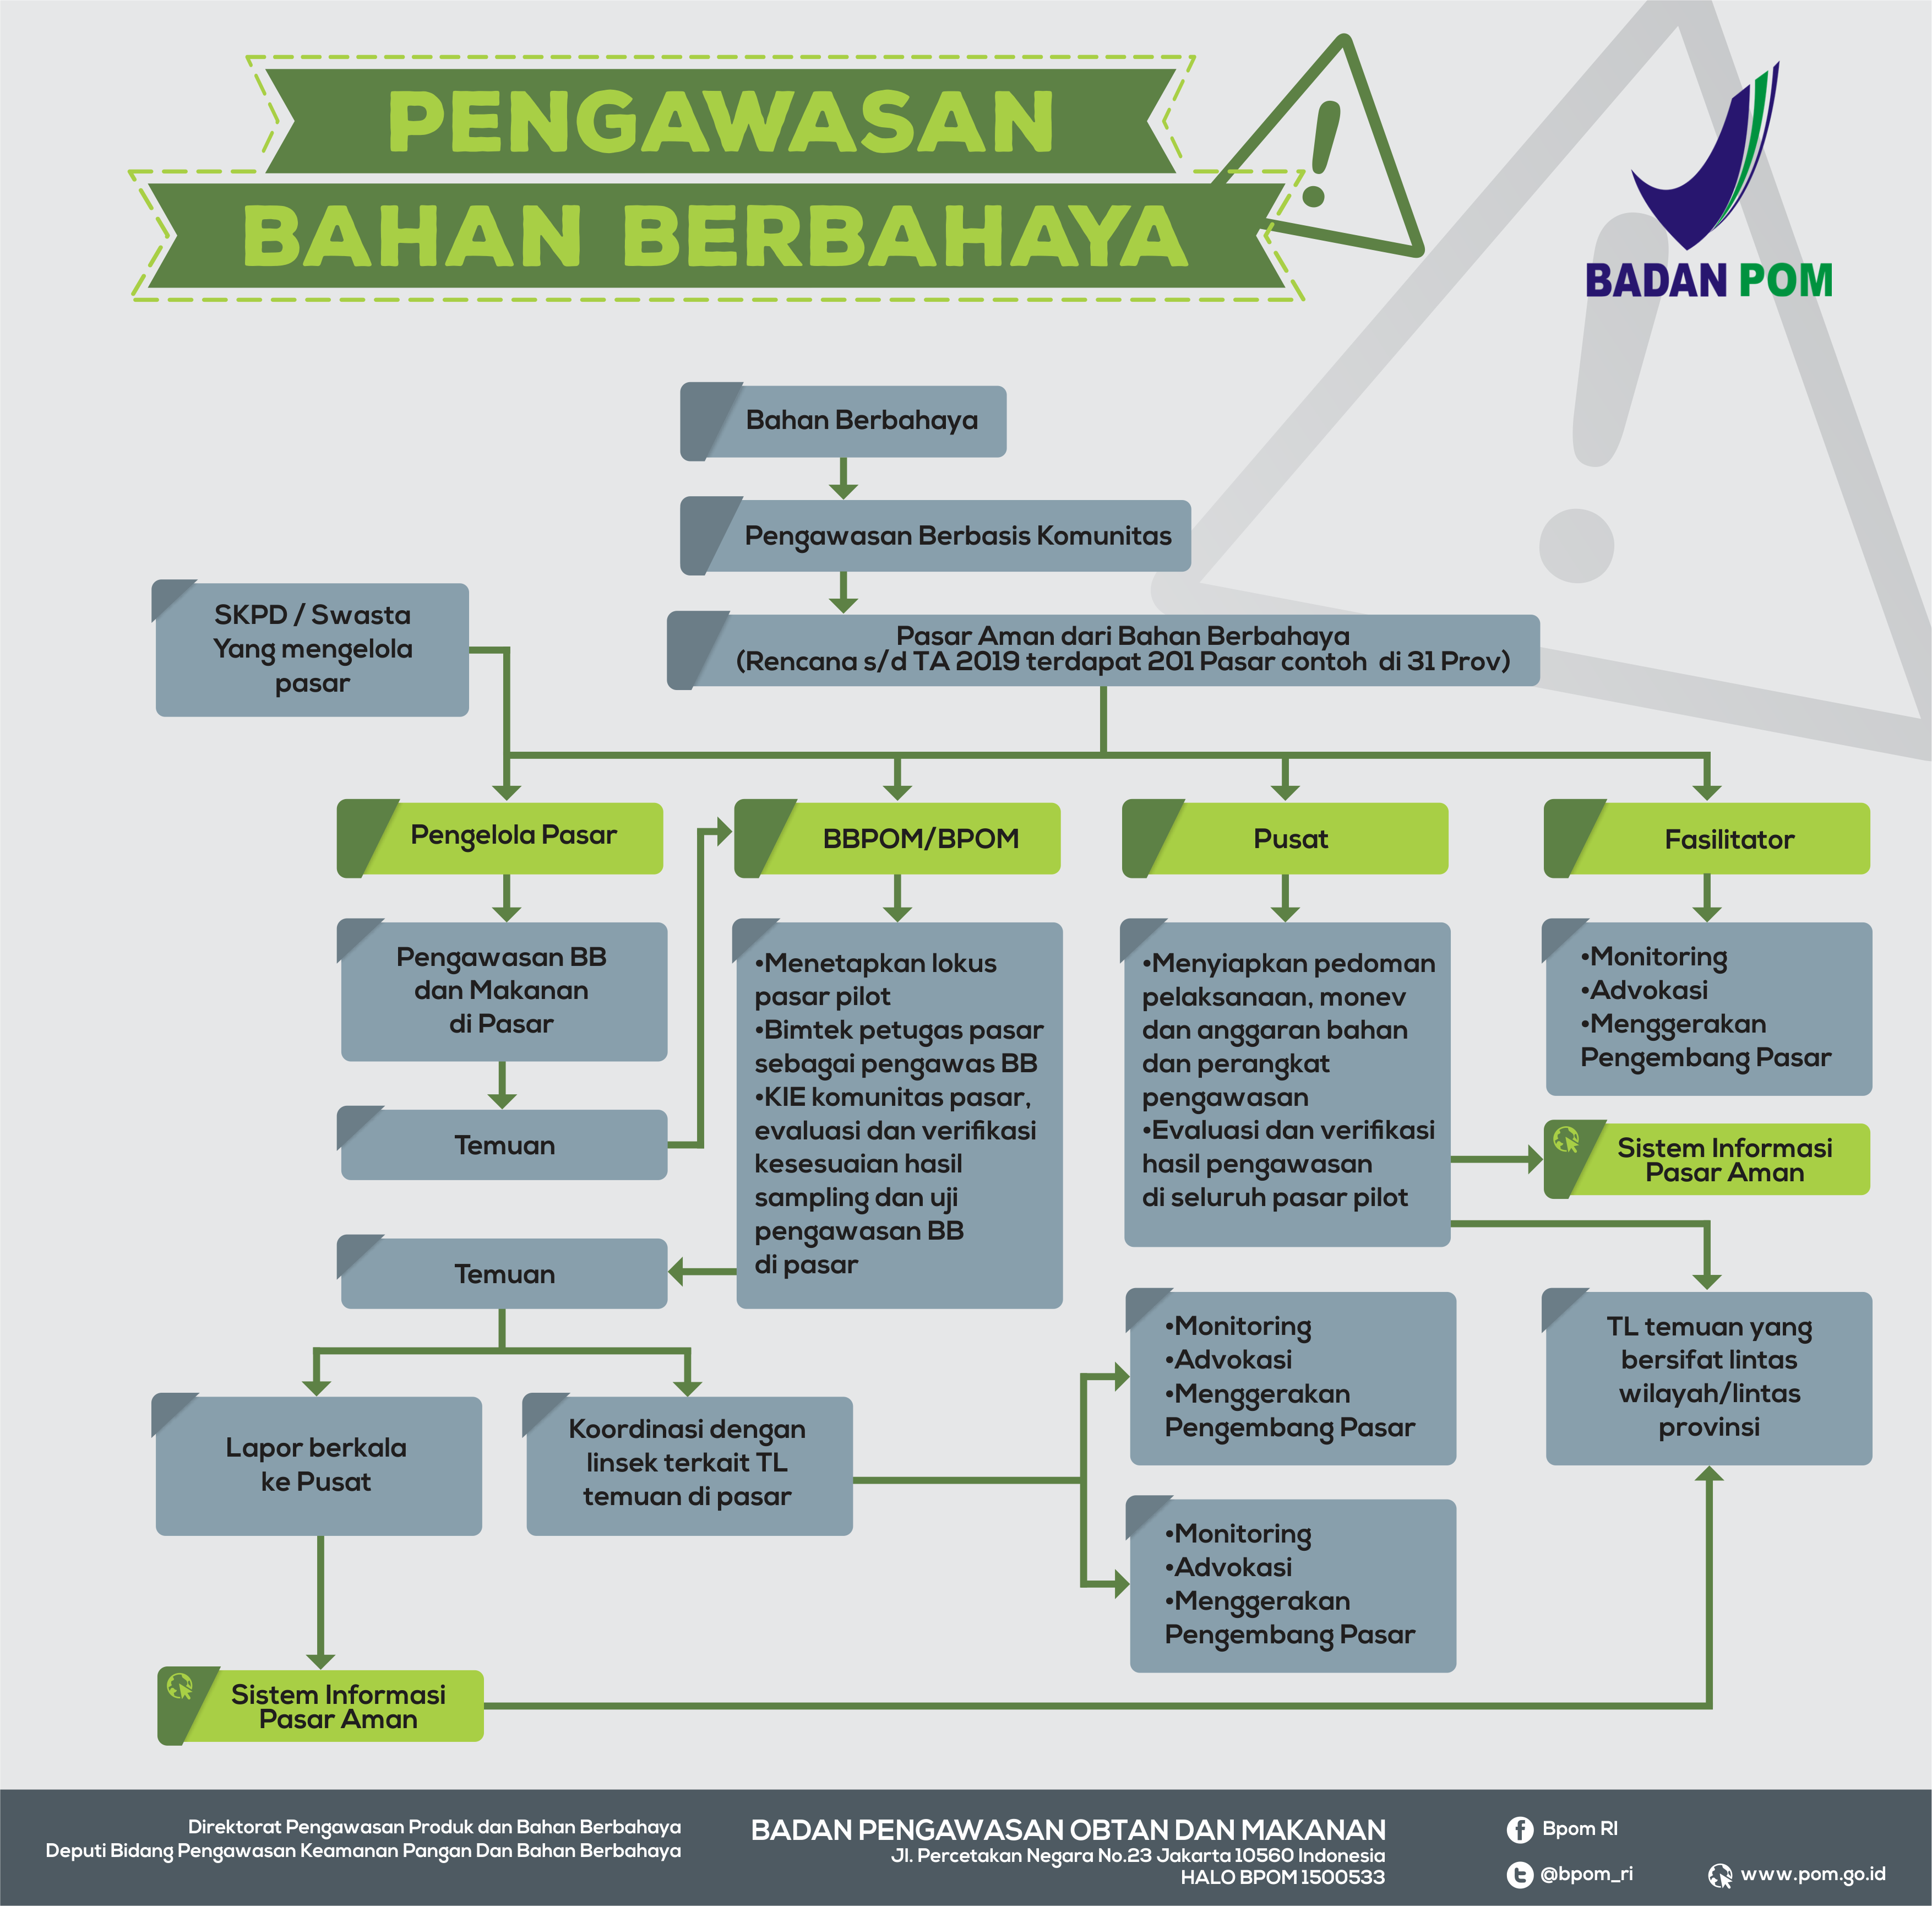 PENGAWASAN
BAHAN BERBAHAYA
BADAN POM
Bahan Berbahaya
Pengawasan Berbasis Komunitas
SKPD / Swasta
Yang mengelola
pasar
Pasar Aman dari Bahan Berbahaya
(Rencana s/d TA 2019 terdapat 201 Pasar contoh di 31 Prov)
Pengelola Pasar
BBPOM/BPOM
Pusat
Fasilitator
Pengawasan BB
dan Makanan
di Pasar
Temuan
•Menetapkan lokus
pasar pilot
•Bimtek petugas pasar
sebagai pengawas BB
•KIE komunitas pasar,
evaluasi dan verifikasi
kesesuaian hasil
sampling dan uji
pengawasan BB
di pasar
•Menyiapkan pedoman
pelaksanaan, monev
dan anggaran bahan
dan perangkat
pengawasan
•Evaluasi dan verifikasi
hasil pengawasan
di seluruh pasar pilot
•Monitoring
•Advokasi
•Menggerakan
Pengembang Pasar
Sistem Informasi
Pasar Aman
Temuan
Lapor berkala
ke Pusat
Koordinasi dengan
linsek terkait TL
temuan di pasar
•Monitoring
•Advokasi
•Menggerakan
Pengembang Pasar
TL temuan yang
bersifat lintas
wilayah/lintas
provinsi
•Monitoring
•Advokasi
•Menggerakan
Pengembang Pasar
Sistem Informasi
Pasar Aman
Direktorat Pengawasan Produk dan Bahan Berbahaya
Deputi Bidang Pengawasan Keamanan Pangan Dan Bahan Berbahaya
BADAN PENGAWASAN OBTAN DAN MAKANAN
Jl. Percetakan Negara No.23 Jakarta 10560 Indonesia
HALO BPOM 1500533
Bpom RI
@bpom_ri
www.pom.go.id